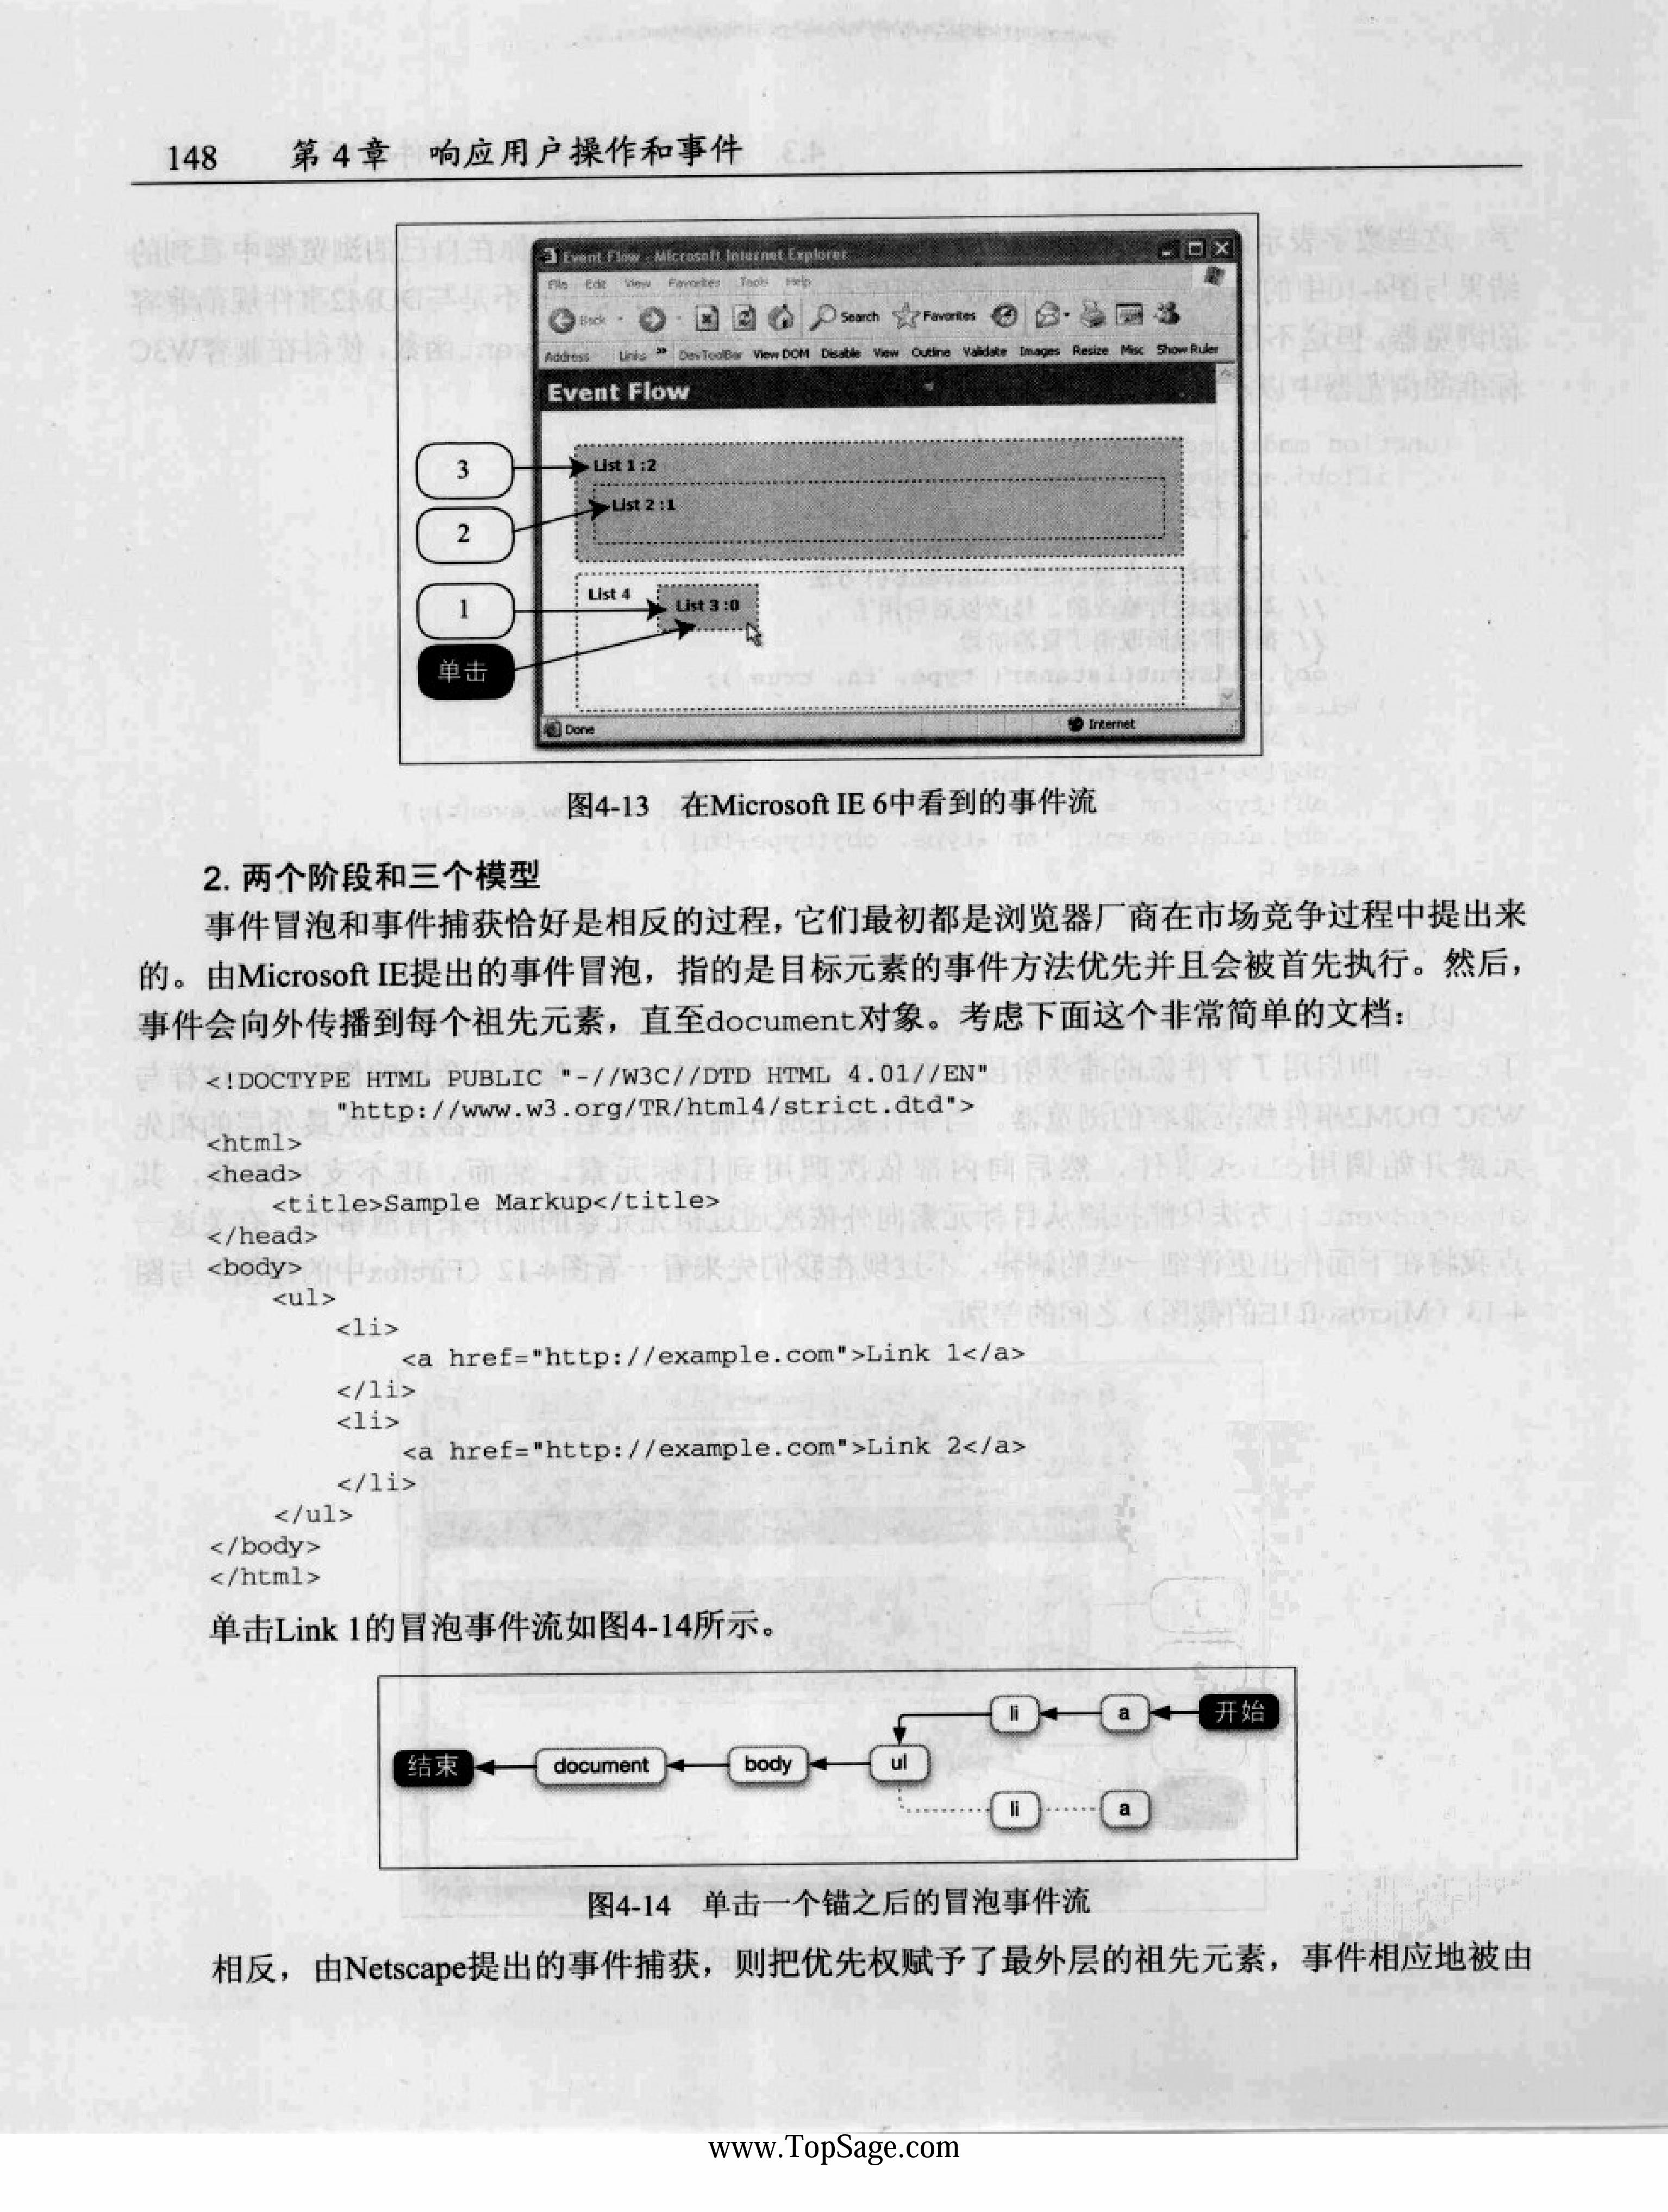 148 第4章 响应用户操作和事件
Event Flow - Microsoft Internet Explorer
File Edit View Favorites Tools Help
Back Search Favorites
Address Links » DevToolBar View DOM Disable View Outline Validate Images Resize Misc Show Ruler
Event Flow
3
List 1 :2
2
List 2 :1
1
List 4
List 3 :0
单击
Done
Internet
图4-13 在Microsoft IE 6中看到的事件流
2. 两个阶段和三个模型
事件冒泡和事件捕获恰好是相反的过程，它们最初都是浏览器厂商在市场竞争过程中提出来
的。由Microsoft IE提出的事件冒泡，指的是目标元素的事件方法优先并且会被首先执行。然后，
事件会向外传播到每个祖先元素，直至document对象。考虑下面这个非常简单的文档：
<!DOCTYPE HTML PUBLIC "-//W3C//DTD HTML 4.01//EN"
"http://www.w3.org/TR/html4/strict.dtd">
<html>
<head>
<title>Sample Markup</title>
</head>
<body>
<ul>
<li>
<a href="http://example.com">Link 1</a>
</li>
<li>
<a href="http://example.com">Link 2</a>
</li>
</ul>
</body>
</html>
单击Link 1的冒泡事件流如图4-14所示。
li a 开始
结束 document body ul
li a
图4-14 单击一个锚之后的冒泡事件流
相反，由Netscape提出的事件捕获，则把优先权赋予了最外层的祖先元素，事件相应地被由
www.TopSage.com